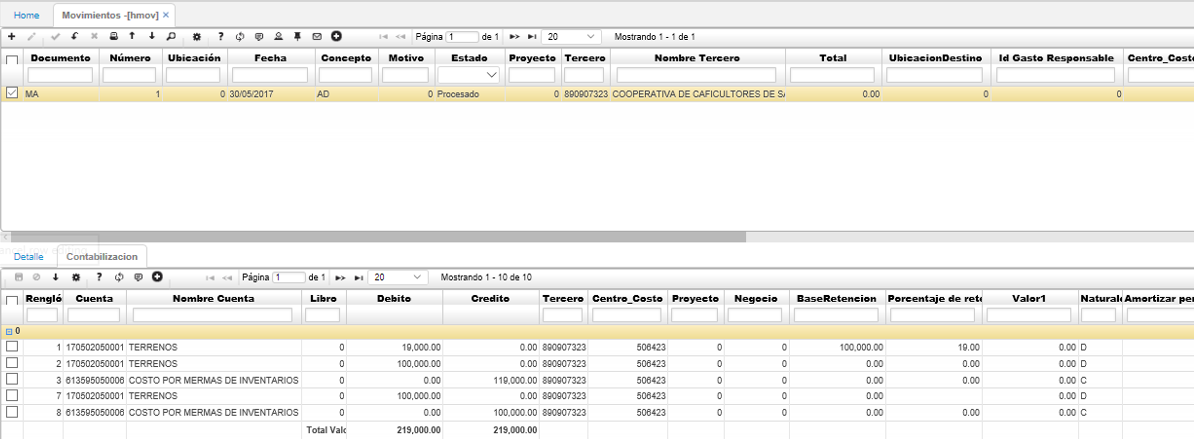 Home Movimientos -[hmov] ×
Página 1 de 1 20 Mostrando 1 - 1 de 1
Documento Número Ubicación Fecha Concepto Motivo Estado Proyecto Tercero Nombre Tercero Total UbicacionDestino Id Gasto Responsable Centro_Costo
MA 1 0 30/05/2017 AD 0 Procesado 0 890907323 COOPERATIVA DE CAFICULTORES DE SA 0.00 0 0
Detalle Contabilizacion
Página 1 de 1 20 Mostrando 1 - 10 de 10
Rengló Cuenta Nombre Cuenta Libro Debito Credito Tercero Centro_Costo Proyecto Negocio BaseRetencion Porcentaje de rete Valor1 Naturale Amortizar per
0
1 170502050001 TERRENOS 0 19,000.00 0.00 890907323 506423 0 0 100,000.00 19.00 0.00 D
2 170502050001 TERRENOS 0 100,000.00 0.00 890907323 506423 0 0 0.00 0.00 0.00 D
3 613595050006 COSTO POR MERMAS DE INVENTARIOS 0 0.00 119,000.00 890907323 506423 0 0 0.00 0.00 0.00 C
7 170502050001 TERRENOS 0 100,000.00 0.00 890907323 506423 0 0 0.00 0.00 D
8 613595050006 COSTO POR MERMAS DE INVENTARIOS 0 0.00 100,000.00 890907323 506423 0 0 0.00 0.00 0.00 C
Total Valo 219,000.00 219,000.00